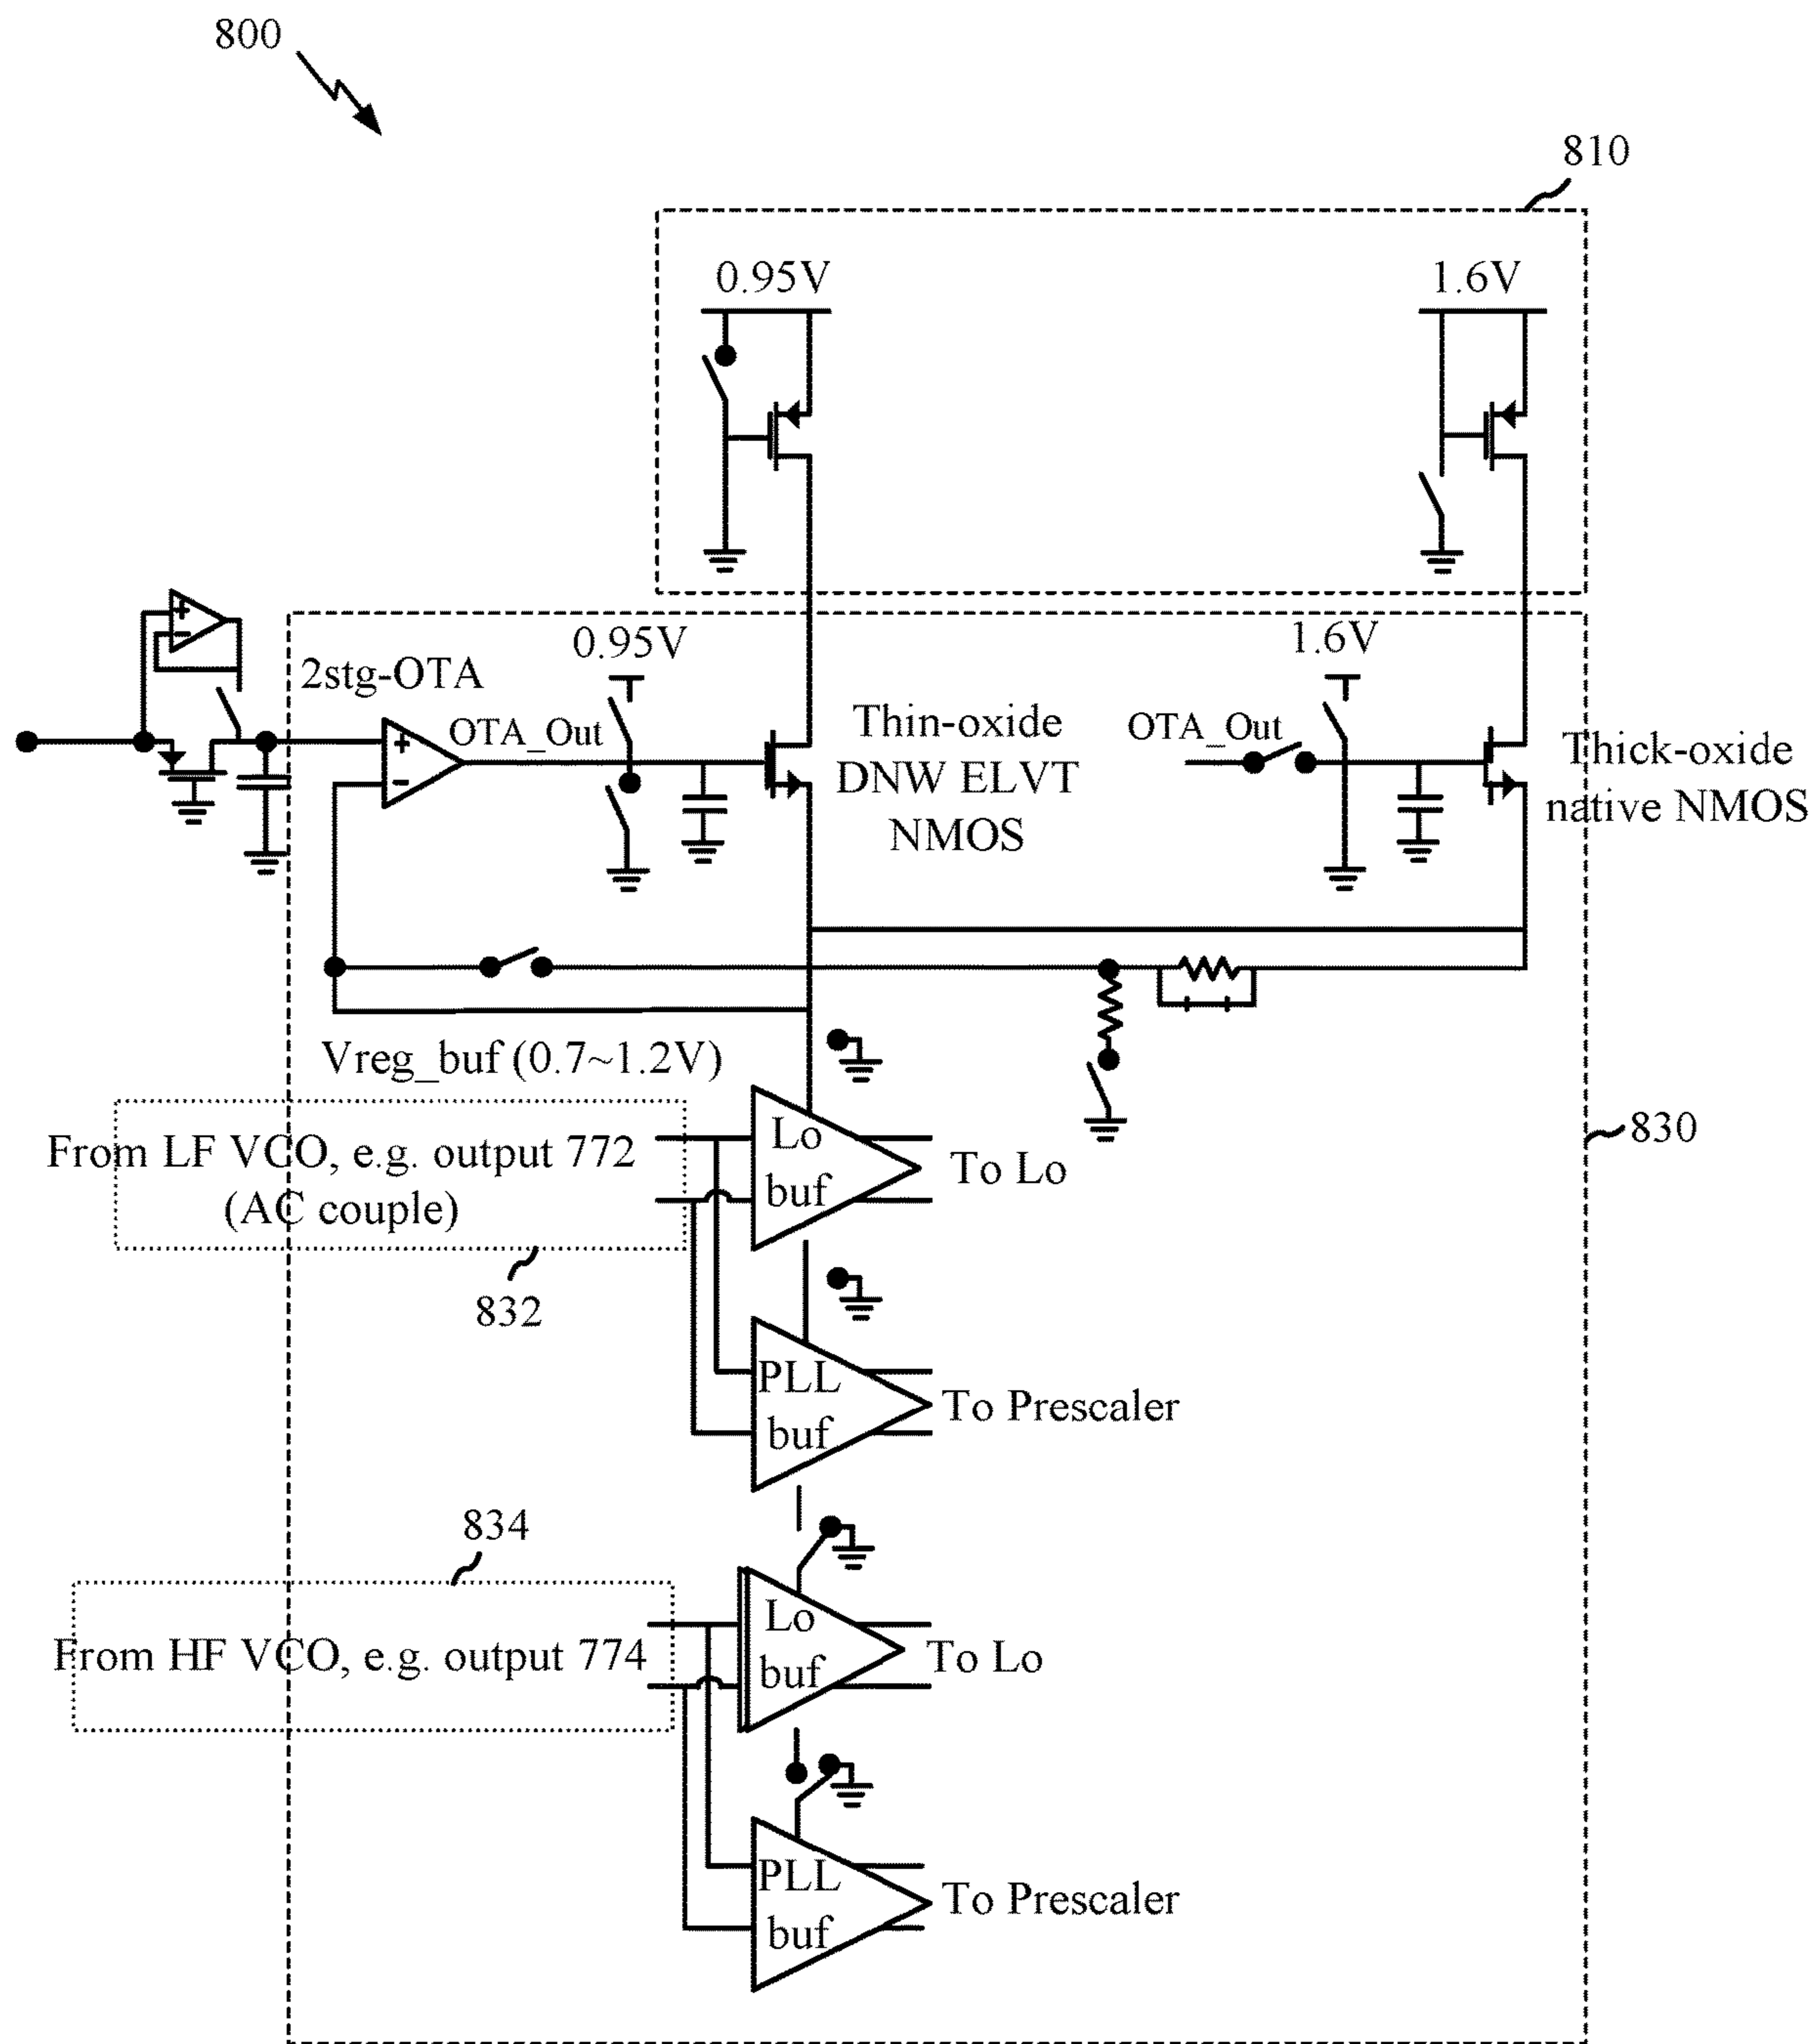 800
810
0.95V
1.6V
2stg-OTA
0.95V
1.6V
+
-
+
-
OTA_Out
Thin-oxide
DNW ELVT
NMOS
OTA_Out
Thick-oxide
native NMOS
Vreg_buf (0.7~1.2V)
830
From LF VCO, e.g. output 772
(AC couple)
Lo
buf
To Lo
832
PLL
buf
To Prescaler
834
From HF VCO, e.g. output 774
Lo
buf
To Lo
PLL
buf
To Prescaler